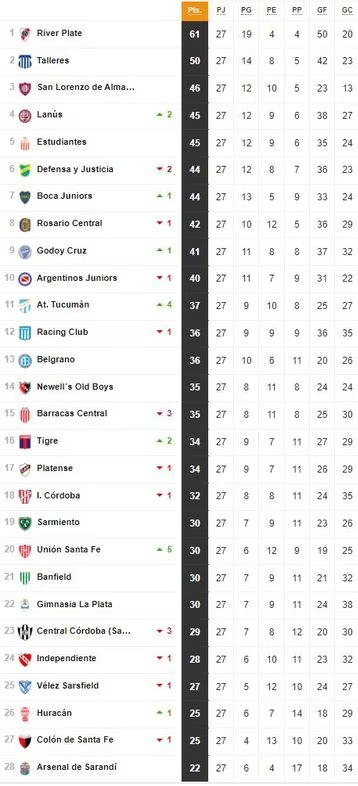 Pts. PJ PG PE PP GF GC
1 River Plate 61 27 19 4 4 50 20
2 Talleres 50 27 14 8 5 42 23
3 San Lorenzo de Alma... 46 27 12 10 5 23 13
4 Lanús 2 45 27 12 9 6 38 27
5 Estudiantes 45 27 12 9 6 35 24
6 Defensa y Justicia 2 44 27 12 8 7 36 23
7 Boca Juniors 1 44 27 13 5 9 33 24
8 Rosario Central 1 42 27 10 12 5 36 29
9 Godoy Cruz 1 41 27 11 8 8 37 32
10 Argentinos Juniors 1 40 27 11 7 9 31 22
11 At. Tucumán 4 37 27 9 10 8 25 27
12 Racing Club 1 36 27 9 9 9 36 35
13 Belgrano 36 27 10 6 11 20 26
14 Newell´s Old Boys 35 27 8 11 8 24 24
15 Barracas Central 3 35 27 8 11 8 25 30
16 Tigre 2 34 27 9 7 11 27 29
17 Platense 1 34 27 9 7 11 26 29
18 I. Córdoba 1 32 27 8 8 11 24 35
19 Sarmiento 30 27 7 9 11 23 26
20 Unión Santa Fe 5 30 27 6 12 9 19 25
21 Banfield 30 27 7 9 11 21 32
22 Gimnasia La Plata 30 27 7 9 11 24 38
23 Central Córdoba (Sa... 3 29 27 7 8 12 20 30
24 Independiente 1 28 27 6 10 11 23 32
25 Vélez Sarsfield 1 27 27 5 12 10 24 27
26 Huracán 1 25 27 6 7 14 18 29
27 Colón de Santa Fe 1 25 27 4 13 10 20 33
28 Arsenal de Sarandí 22 27 6 4 17 18 34